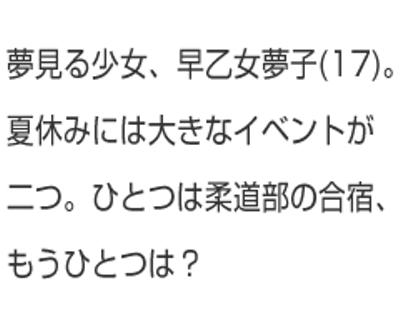 夢見る少女、早乙女夢子(17)。
夏休みには大きなイベントが
二つ。ひとつは柔道部の合宿、
もうひとつは？